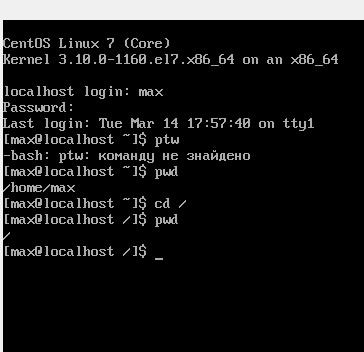 CentOS Linux 7 (Core)
Kernel 3.10.0-1160.el7.x86_64 on an x86_64
localhost login: max
Password:
Last login: Tue Mar 14 17:57:40 on tty1
[max@localhost ~]$ ptw
-bash: ptw: команду не знайдено
[max@localhost ~]$ pwd
/home/max
[max@localhost ~]$ cd /
[max@localhost /]$ pwd
/
[max@localhost /]$ _